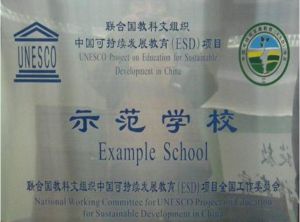 联合国教科文组织
中国可持续发展教育(ESD)项目
UNESCO Project on Education for Sustainable
Development in China
UNESCO
示范学校
Example School
联合国教科文组织中国可持续发展教育(ESD)项目全国工作委员会
National Working Committee for UNESCO Project on Education
for Sustainable Development in China